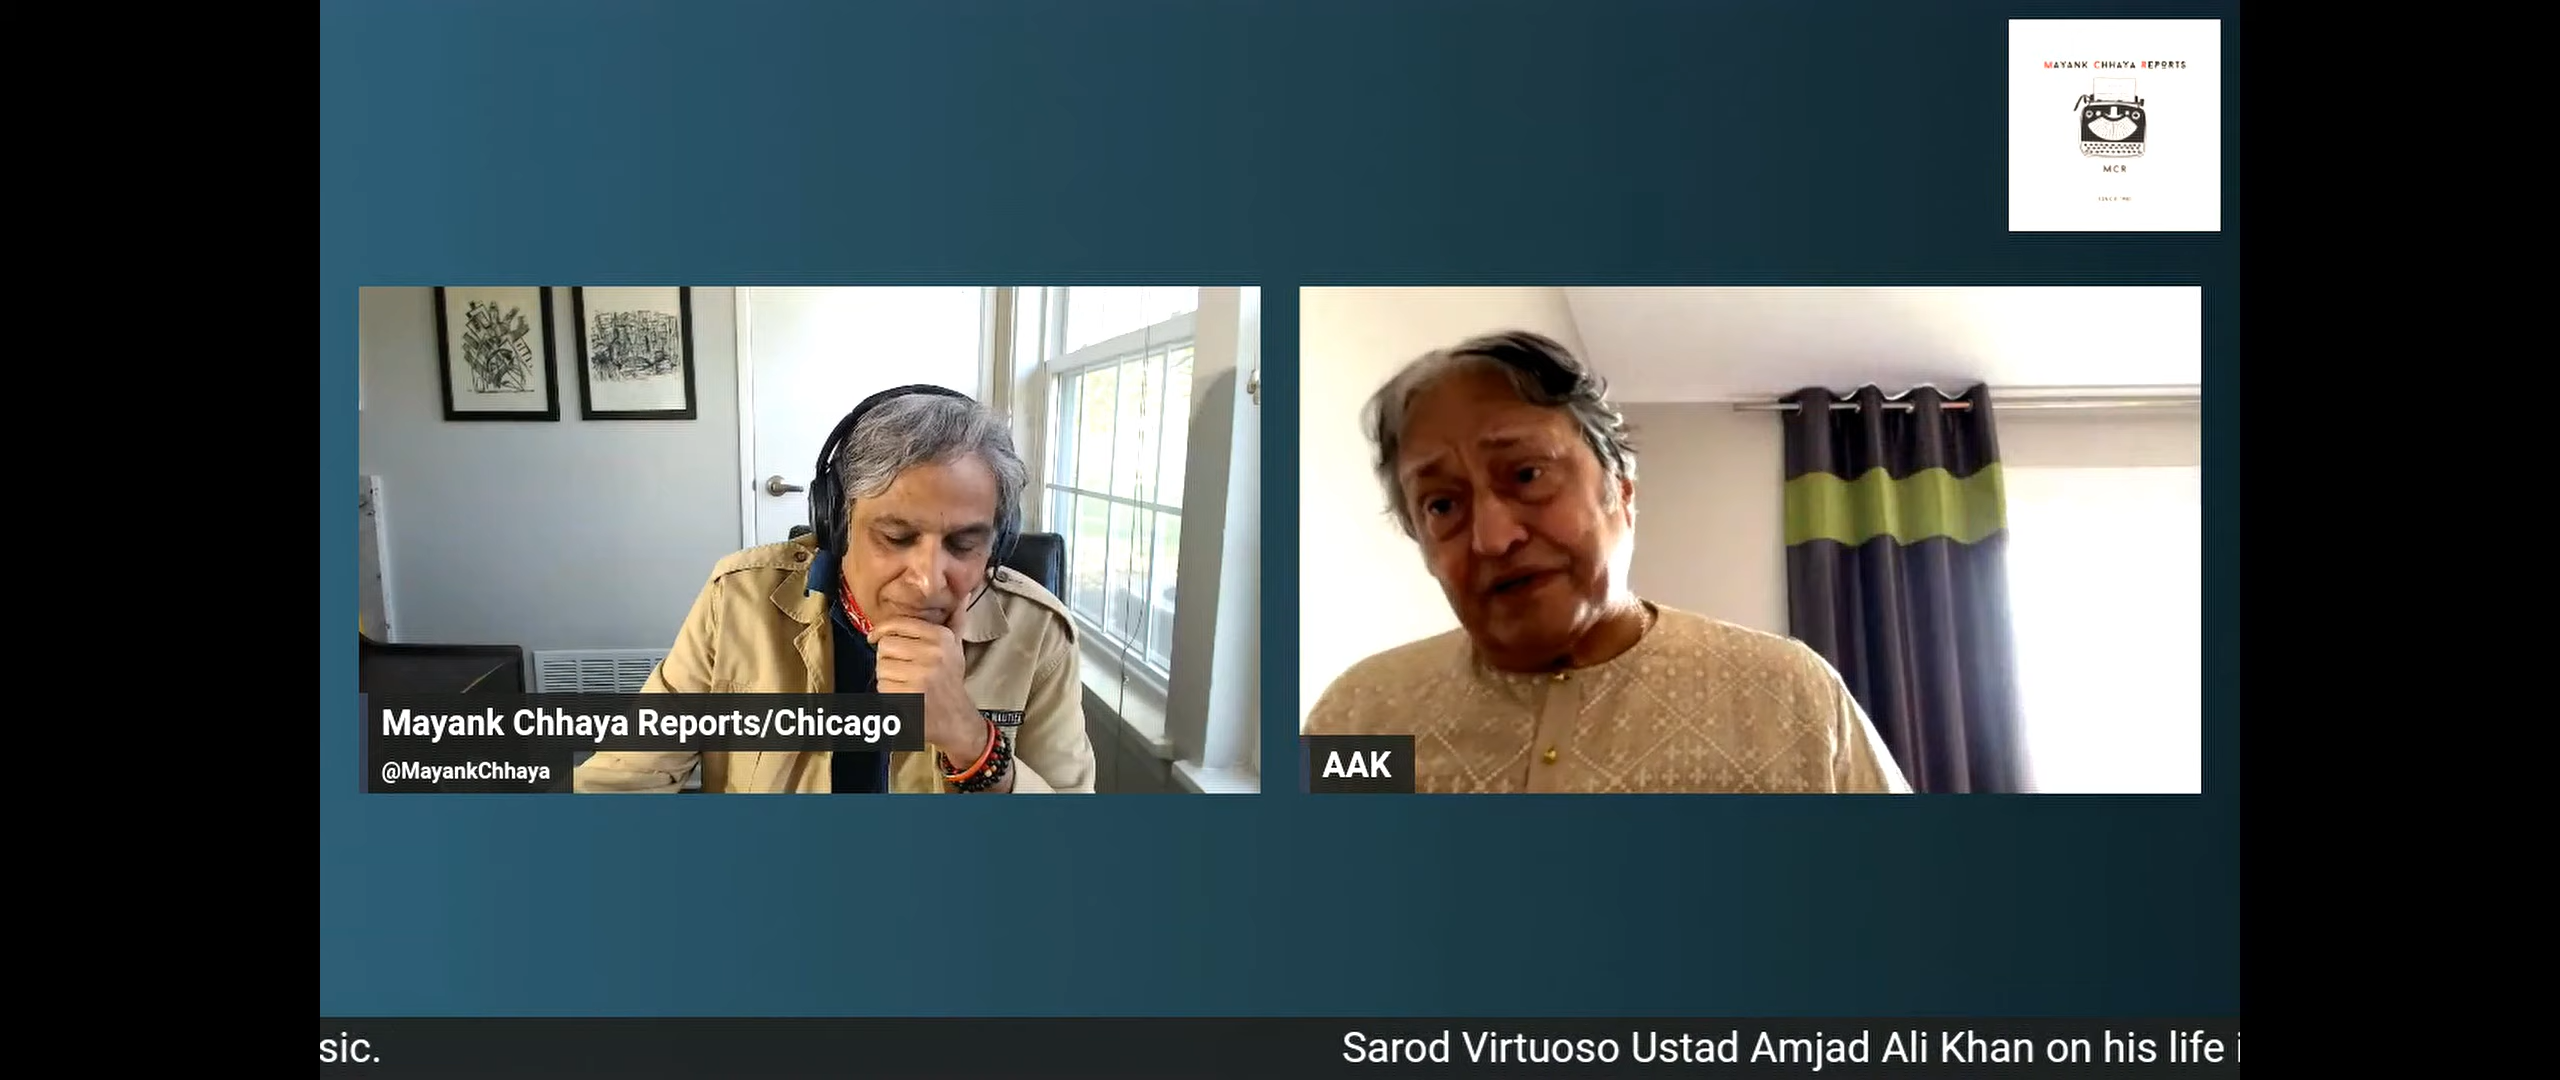 MAYANK CHHAYA REPORTS
MCR
Mayank Chhaya Reports/Chicago
@MayankChhaya
AAK
sic.
Sarod Virtuoso Ustad Amjad Ali Khan on his life i